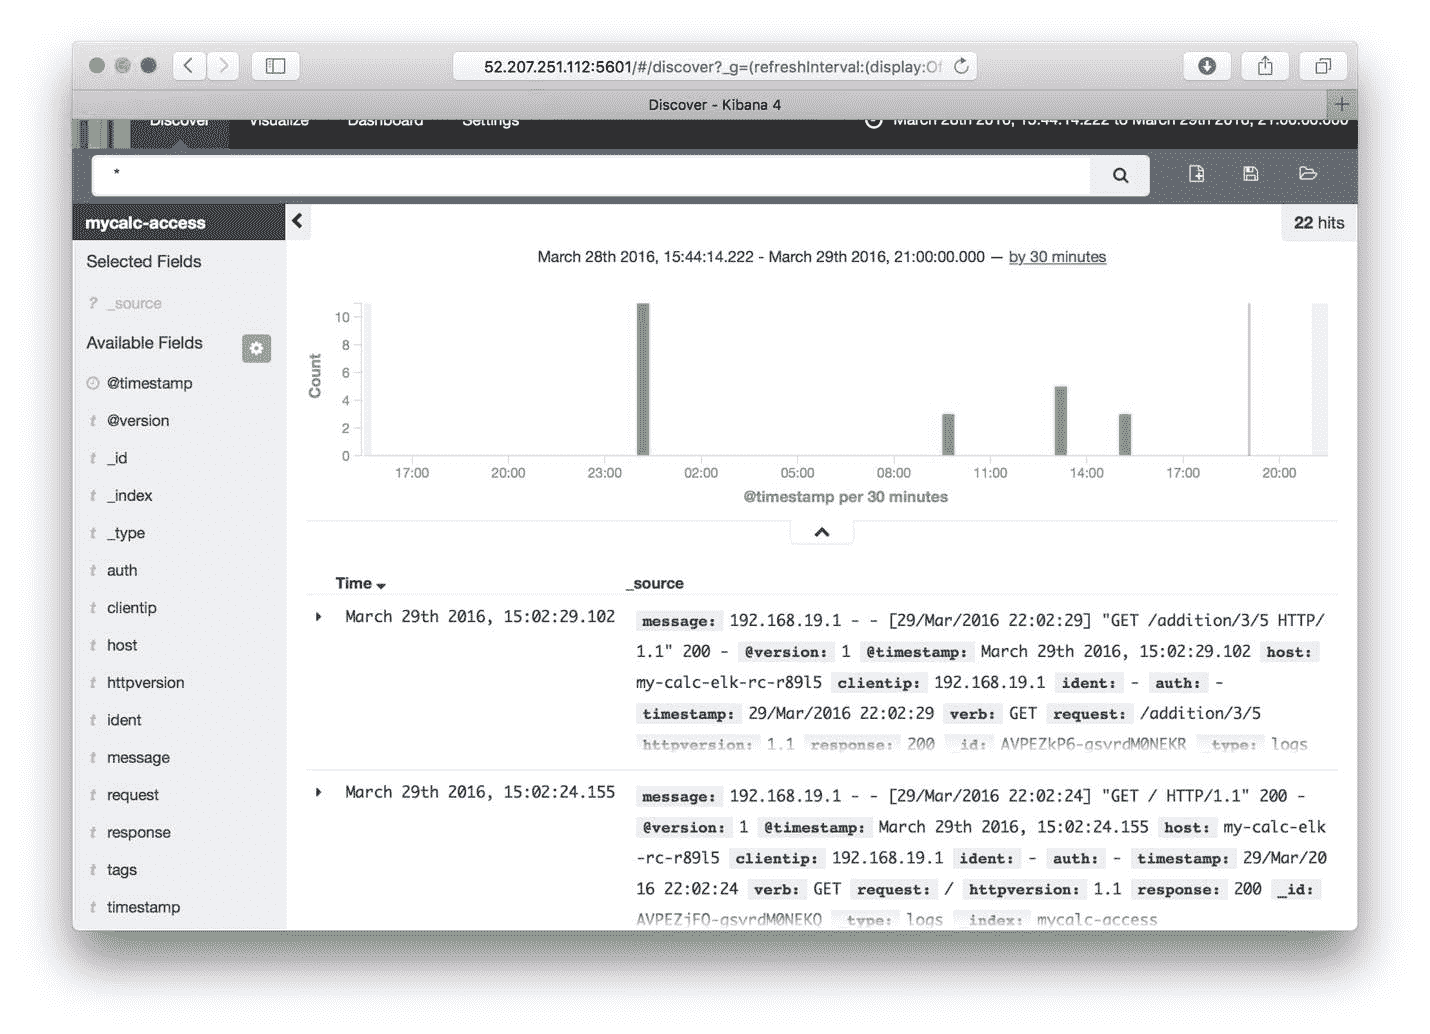 52.207.251.112:5601/#/discover?_g=(refreshInterval:(display:Of
Discover - Kibana 4
Discover Visualize Dashboard Settings March 28th 2016, 15:44:14.222 to March 29th 2016, 21:00:00.000
*
mycalc-access
22 hits
Selected Fields
? _source
Available Fields
@timestamp
t @version
t _id
t _index
t _type
t auth
t clientip
t host
t httpversion
t ident
t message
t request
t response
t tags
t timestamp
March 28th 2016, 15:44:14.222 - March 29th 2016, 21:00:00.000 — by 30 minutes
Count
10
8
6
4
2
0
17:00 20:00 23:00 02:00 05:00 08:00 11:00 14:00 17:00 20:00
@timestamp per 30 minutes
Time _source
March 29th 2016, 15:02:29.102
message: 192.168.19.1 - - [29/Mar/2016 22:02:29] "GET /addition/3/5 HTTP/
1.1" 200 - @version: 1 @timestamp: March 29th 2016, 15:02:29.102 host:
my-calc-elk-rc-r89l5 clientip: 192.168.19.1 ident: - auth: -
timestamp: 29/Mar/2016 22:02:29 verb: GET request: /addition/3/5
httpversion: 1.1 response: 200 _id: AVPEZkP6-gsyrdM0NEKR _type: logs
March 29th 2016, 15:02:24.155
message: 192.168.19.1 - - [29/Mar/2016 22:02:24] "GET / HTTP/1.1" 200 -
@version: 1 @timestamp: March 29th 2016, 15:02:24.155 host: my-calc-elk
-rc-r89l5 clientip: 192.168.19.1 ident: - auth: - timestamp: 29/Mar/20
16 22:02:24 verb: GET request: / httpversion: 1.1 response: 200 _id:
AVPEZjFQ-gsyrdM0NEKQ _type: logs _index: mycalc-access